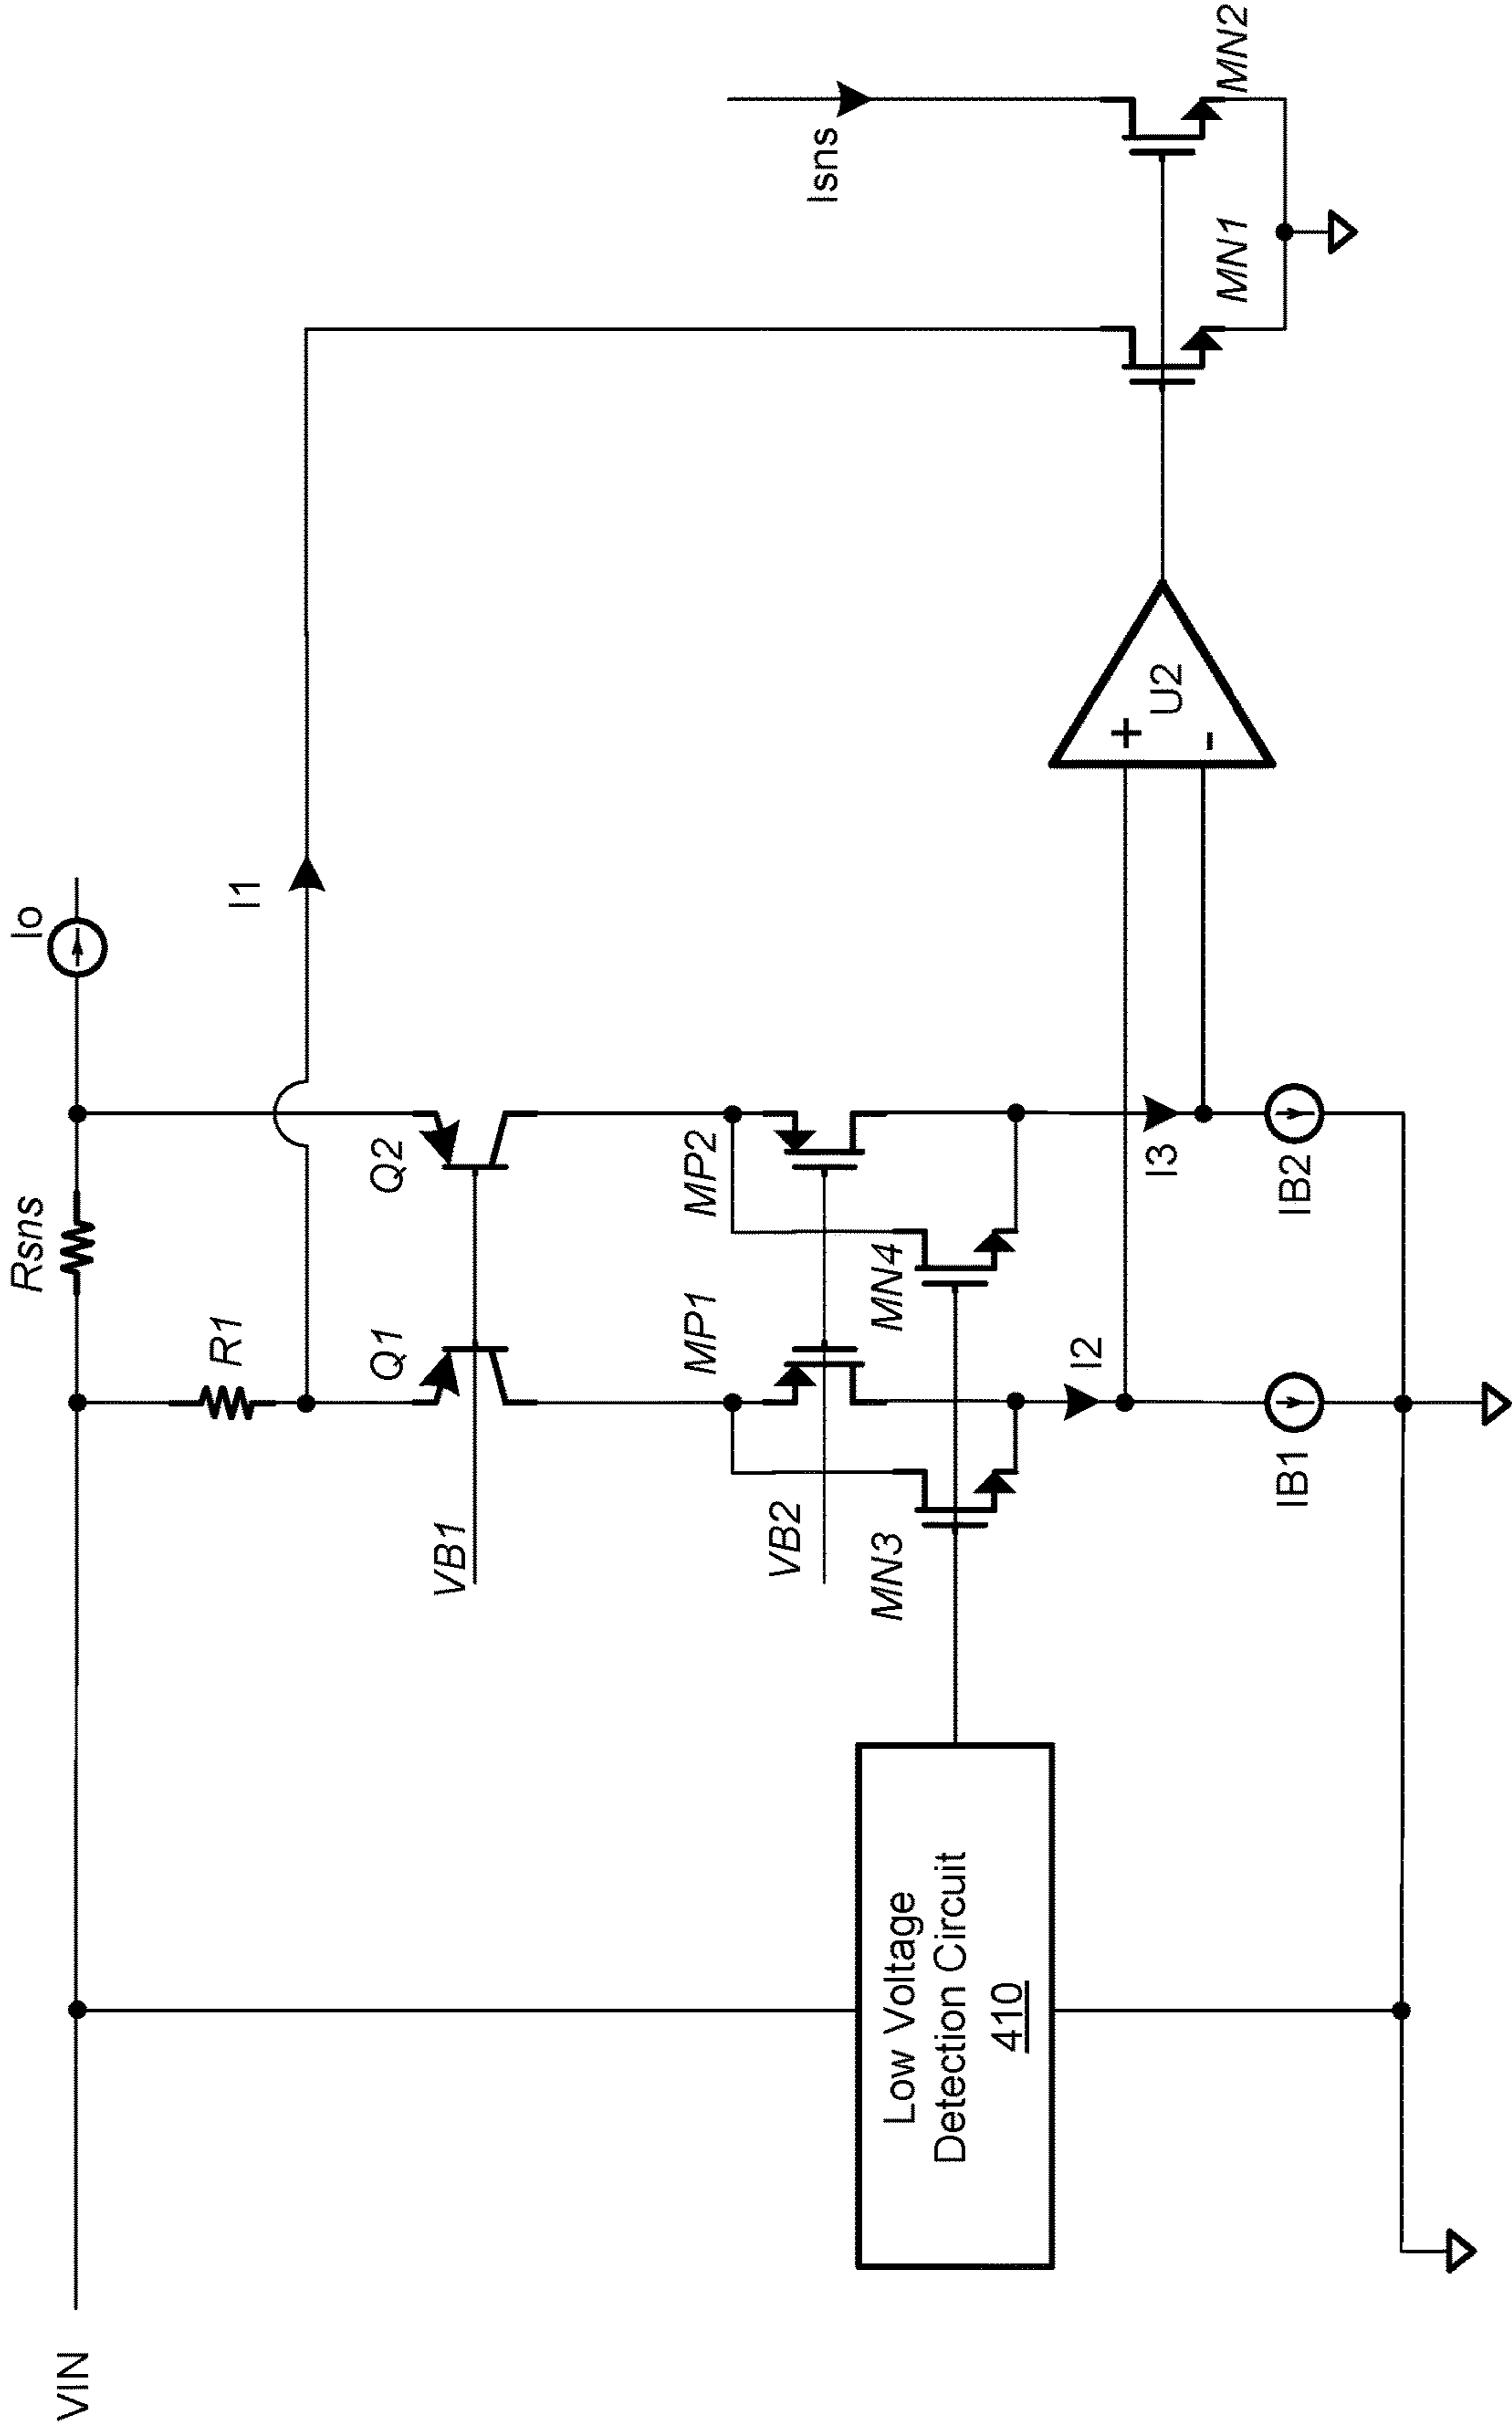 VIN
Rsns
Io
R1
I1
Q1
Q2
VB1
MP1
MP2
VB2
MN3
MN4
Low Voltage
Detection Circuit
410
I2
I3
IB1
IB2
+
-
U2
Isns
MN1
MN2